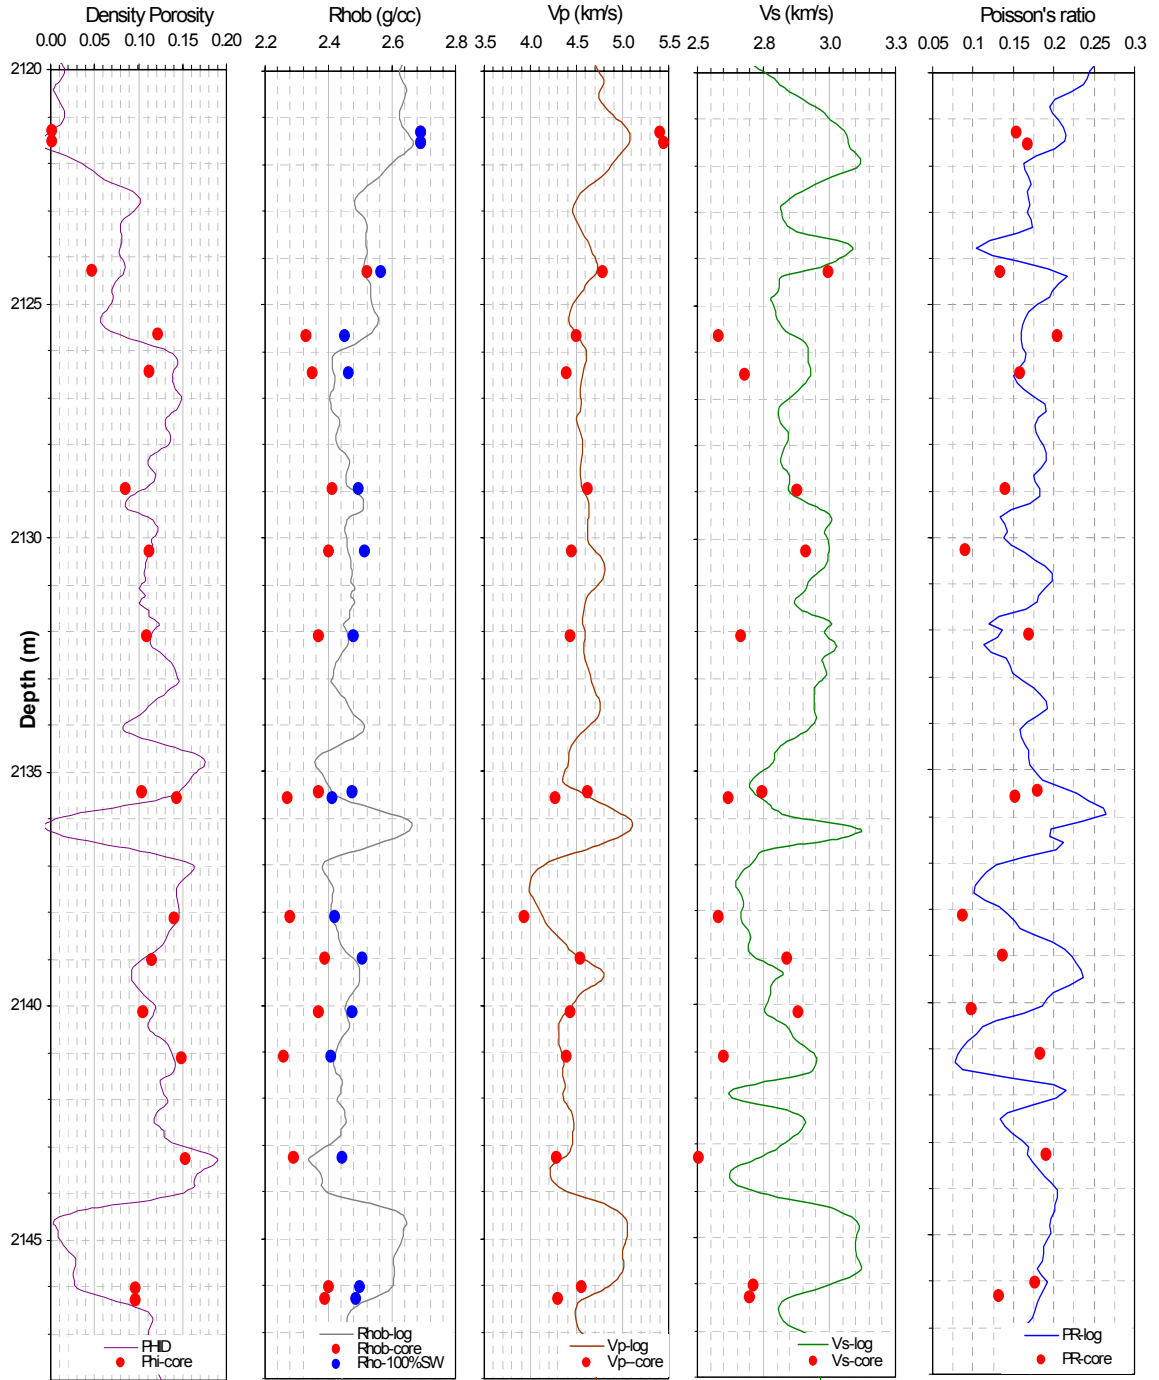 Density Porosity Rhob (g/cc) Vp (km/s) Vs (km/s) Poisson's ratio
0.00 0.05 0.10 0.15 0.20 2.2 2.4 2.6 2.8 3.5 4.0 4.5 5.0 5.5 2.5 2.8 3.0 3.3 0.05 0.1 0.15 0.2 0.25 0.3
2120
2125
2130
Depth (m)
2135
2140
2145
PHID
Phi-core
Rhob-log
Rhob-core
Rho-100%SW
Vp-log
Vp--core
Vs-log
Vs-core
PR-log
PR-core